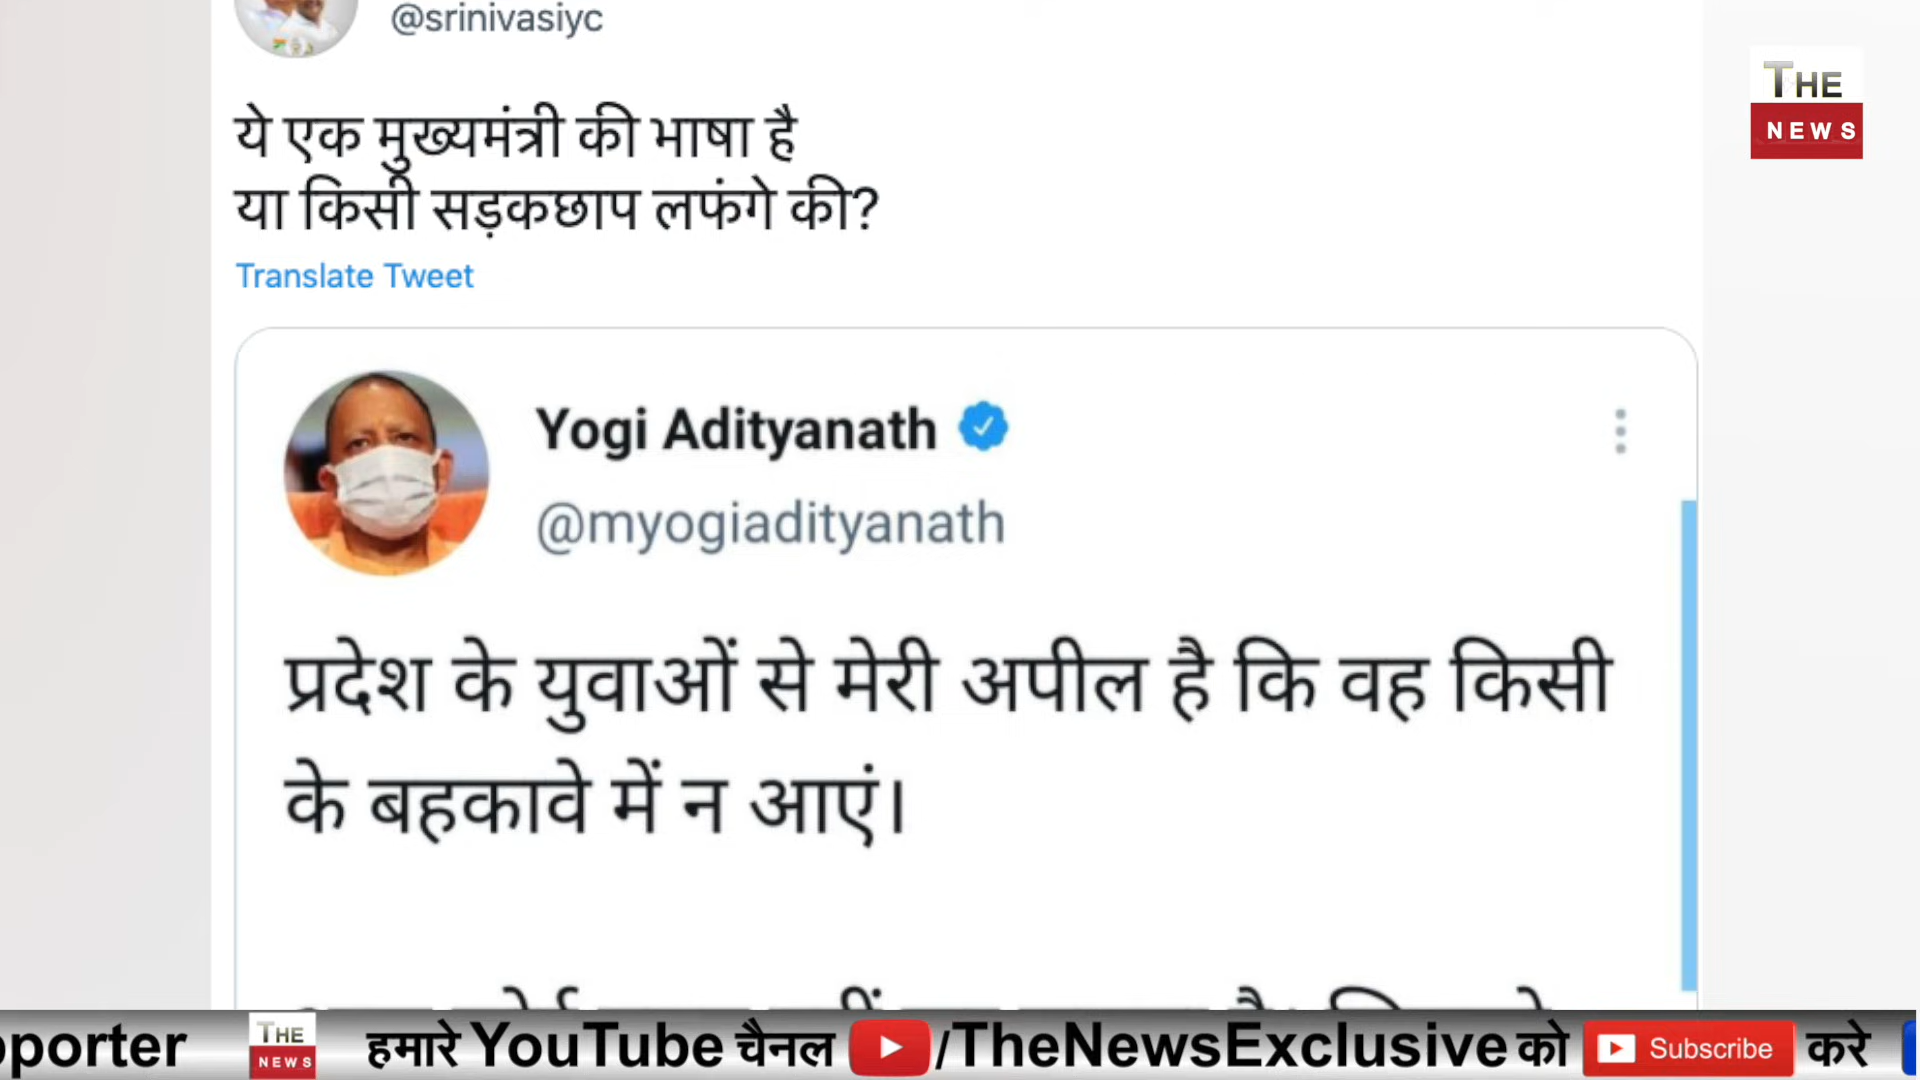 @srinivasiyc
THE
NEWS
ये एक मुख्यमंत्री की भाषा है
या किसी सड़कछाप लफंगे की?
Translate Tweet
Yogi Adityanath
@myogiadityanath
प्रदेश के युवाओं से मेरी अपील है कि वह किसी
के बहकावे में न आएं।
porter THE NEWS हमारे YouTube चैनल /TheNewsExclusive को Subscribe करे